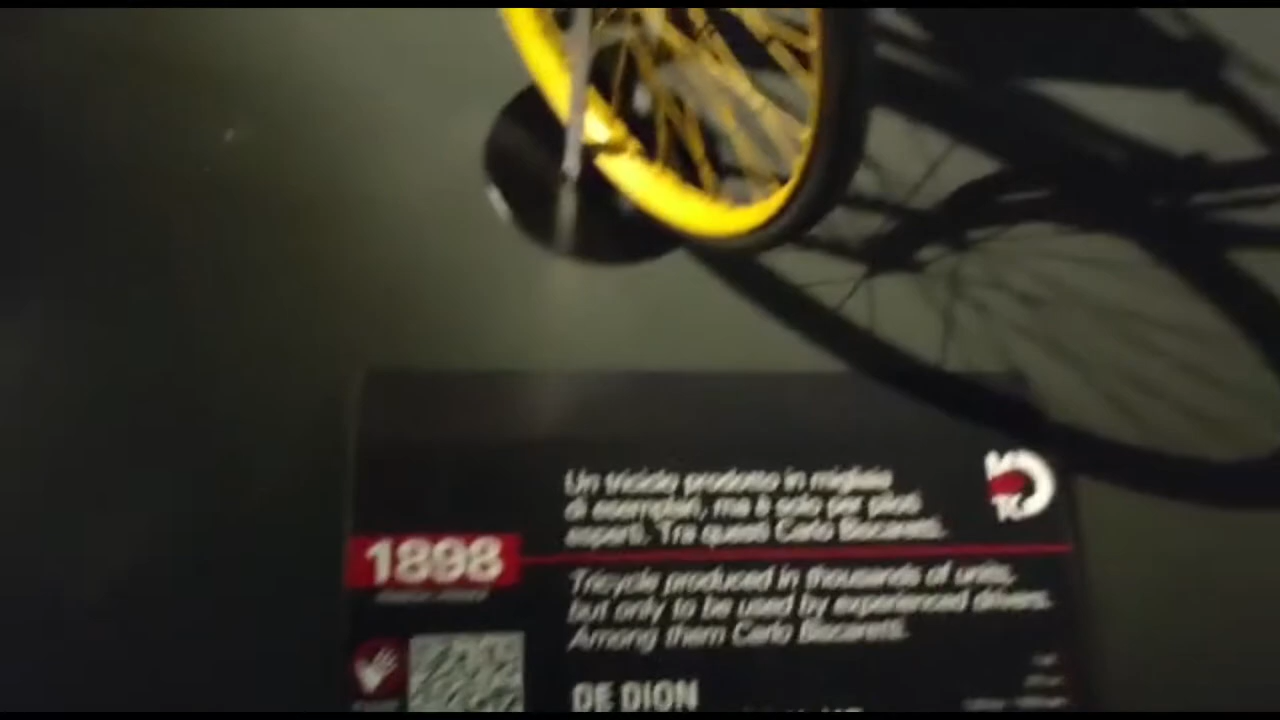 Un triciclo prodotto in migliaia
di esemplari, ma è solo per piloti
esperti. Tra questi Carlo Biscaretti.
1898
Tricycle produced in thousands of units,
but only to be used by experienced drivers.
Among them Carlo Biscaretti.
DE DION